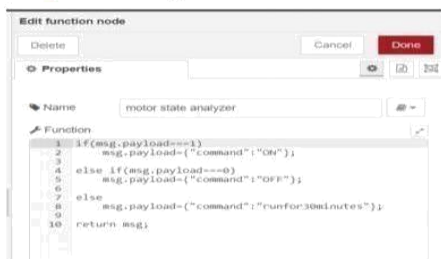 Edit function node
Delete Cancel Done
Properties
Name motor state analyzer
Function
1 if(msg.payload===1)
2 msg.payload={"command":"ON"};
3
4 else if(msg.payload===0)
5 msg.payload={"command":"OFF"};
6
7 else
8 msg.payload={"command":"runfor30minutes"};
9
10 return msg;